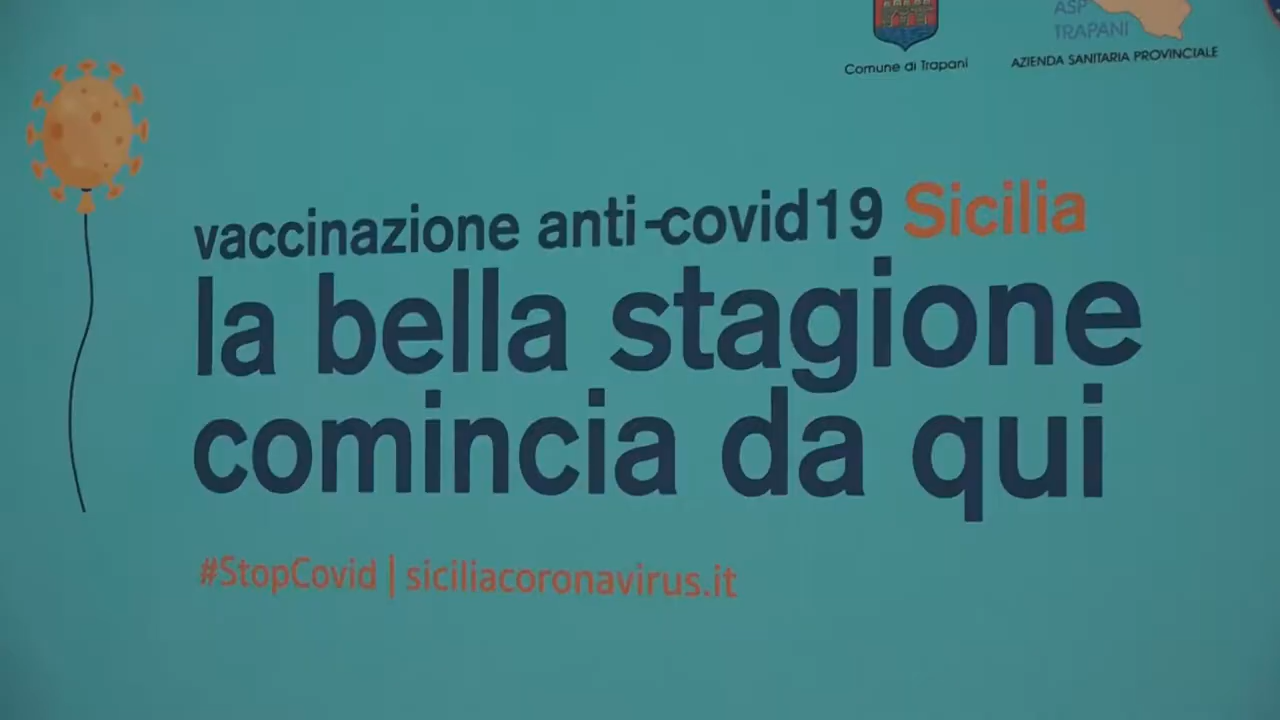 ASP
TRAPANI
Comune di Trapani
AZIENDA SANITARIA PROVINCIALE
vaccinazione anti-covid19 Sicilia
la bella stagione
comincia da qui
#StopCovid | siciliacoronavirus.it